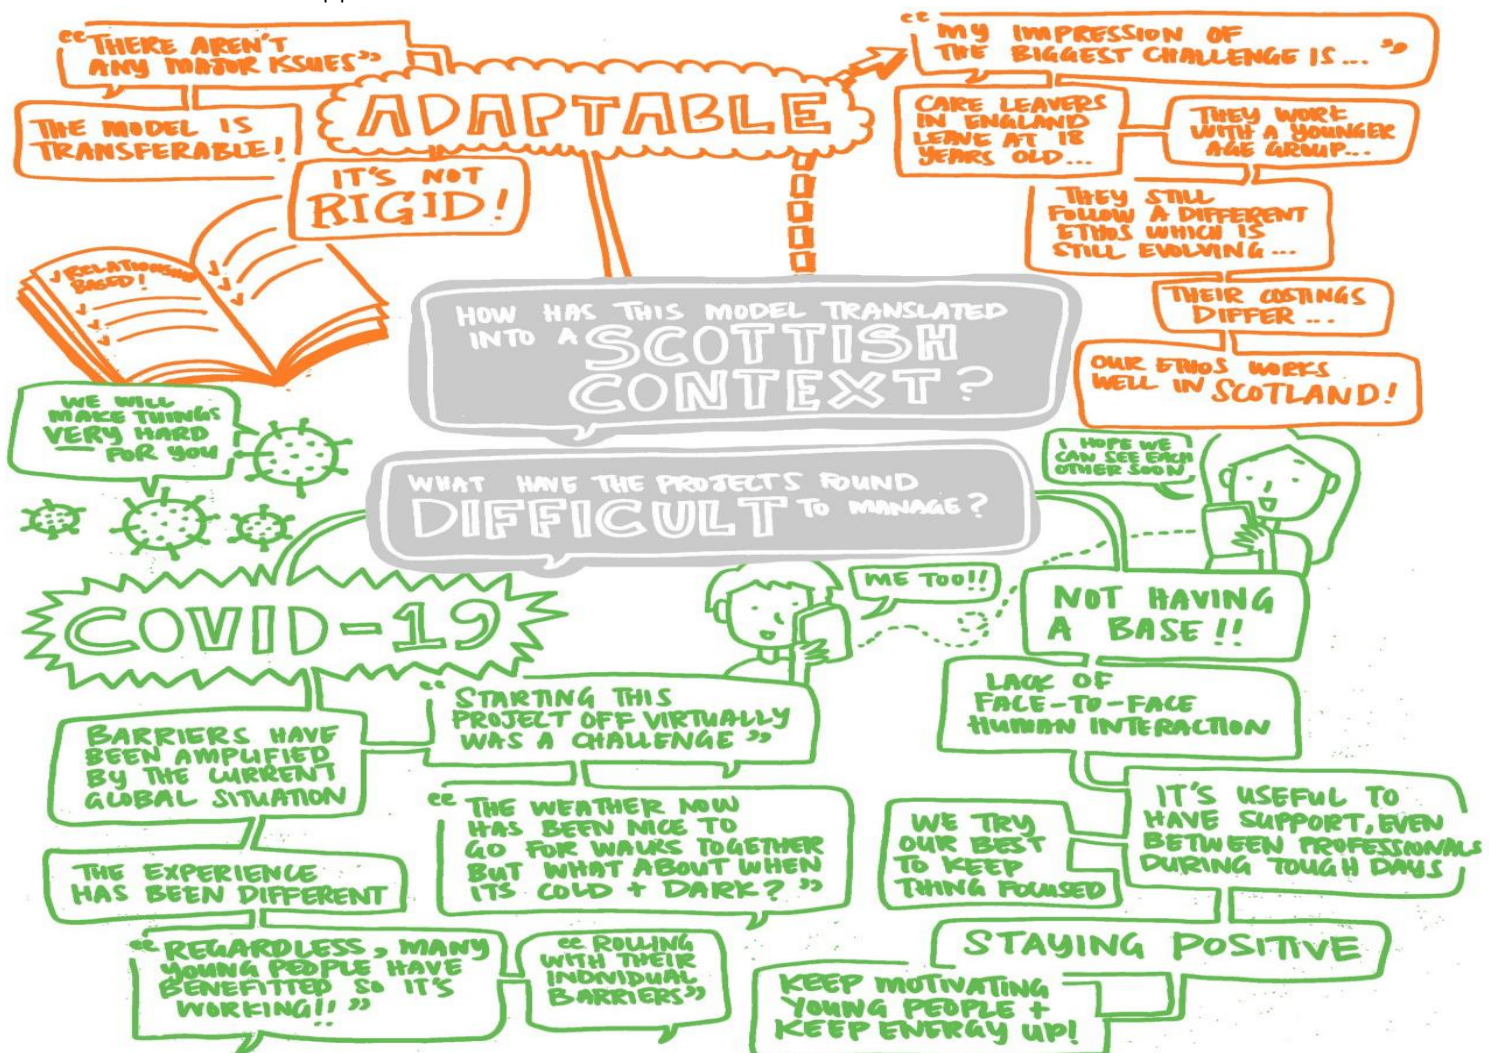 “THERE AREN'T
ANY MAJOR ISSUES”
THE MODEL IS
TRANSFERABLE!
ADAPTABLE
IT'S NOT
RIGID!
RELATIONSHIP
BASED!
“MY IMPRESSION OF
THE BIGGEST CHALLENGE IS... ”
CARE LEAVERS
IN ENGLAND
LEAVE AT 18
YEARS OLD...
THEY WORK
WITH A YOUNGER
AGE GROUP...
THEY STILL
FOLLOW A DIFFERENT
ETHOS WHICH IS
STILL EVOLVING...
THEIR COSTINGS
DIFFER...
OUR ETHOS WORKS
WELL IN SCOTLAND!
HOW HAS THIS MODEL TRANSLATED
INTO A SCOTTISH
CONTEXT?
WHAT HAVE THE PROJECTS FOUND
DIFFICULT TO MANAGE?
WE WILL
MAKE THINGS
VERY HARD
FOR YOU
COVID-19
BARRIERS HAVE
BEEN AMPLIFIED
BY THE CURRENT
GLOBAL SITUATION
“STARTING THIS
PROJECT OFF VIRTUALLY
WAS A CHALLENGE”
“THE WEATHER NOW
HAS BEEN NICE TO
GO FOR WALKS TOGETHER
BUT WHAT ABOUT WHEN
ITS COLD + DARK?”
THE EXPERIENCE
HAS BEEN DIFFERENT
“REGARDLESS, MANY
YOUNG PEOPLE HAVE
BENEFITTED SO IT'S
WORKING!!”
“ROLLING
WITH THEIR
INDIVIDUAL
BARRIERS”
I HOPE WE
CAN SEE EACH
OTHER SOON
ME TOO!!
NOT HAVING
A BASE!!
LACK OF
FACE-TO-FACE
HUMAN INTERACTION
IT'S USEFUL TO
HAVE SUPPORT, EVEN
BETWEEN PROFESSIONALS
DURING TOUGH DAYS
WE TRY
OUR BEST
TO KEEP
THING FOCUSED
STAYING POSITIVE
KEEP MOTIVATING
YOUNG PEOPLE +
KEEP ENERGY UP!